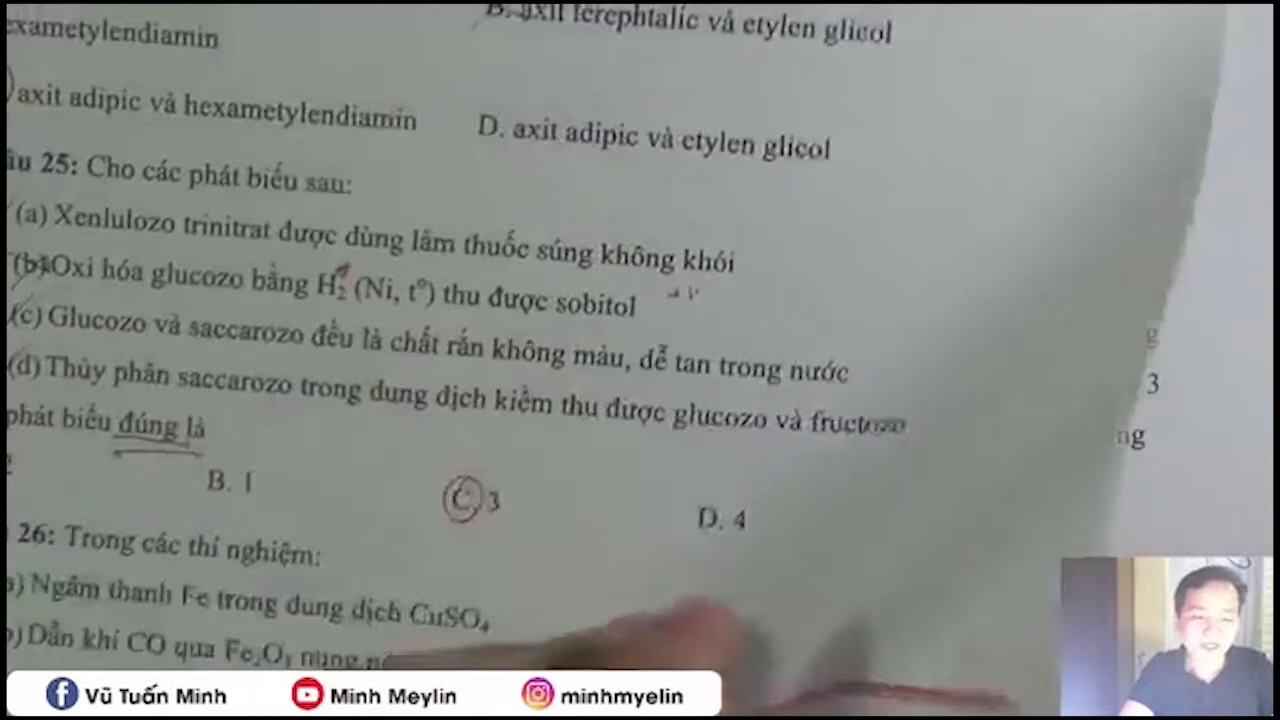 B. axit terephtalic và etylen glicol
exametylendiamin
axit adipic và hexametylendiamin
D. axit adipic và etylen glicol
âu 25: Cho các phát biểu sau:
(a) Xenlulozo trinitrat được dùng làm thuốc súng không khói
(b) Oxi hóa glucozo bằng H₂ (Ni, t°) thu được sobitol
(c) Glucozo và saccarozo đều là chất rắn không màu, dễ tan trong nước
(d) Thủy phân saccarozo trong dung dịch kiềm thu được glucozo và fructozo
phát biểu đúng là
2 B. 1 C. 3 D. 4
26: Trong các thí nghiệm:
a) Ngâm thanh Fe trong dung dịch CuSO₄
b) Dẫn khí CO qua Fe₂O₃ nung
g
3
ng
Vũ Tuấn Minh Minh Meylin minhmyelin